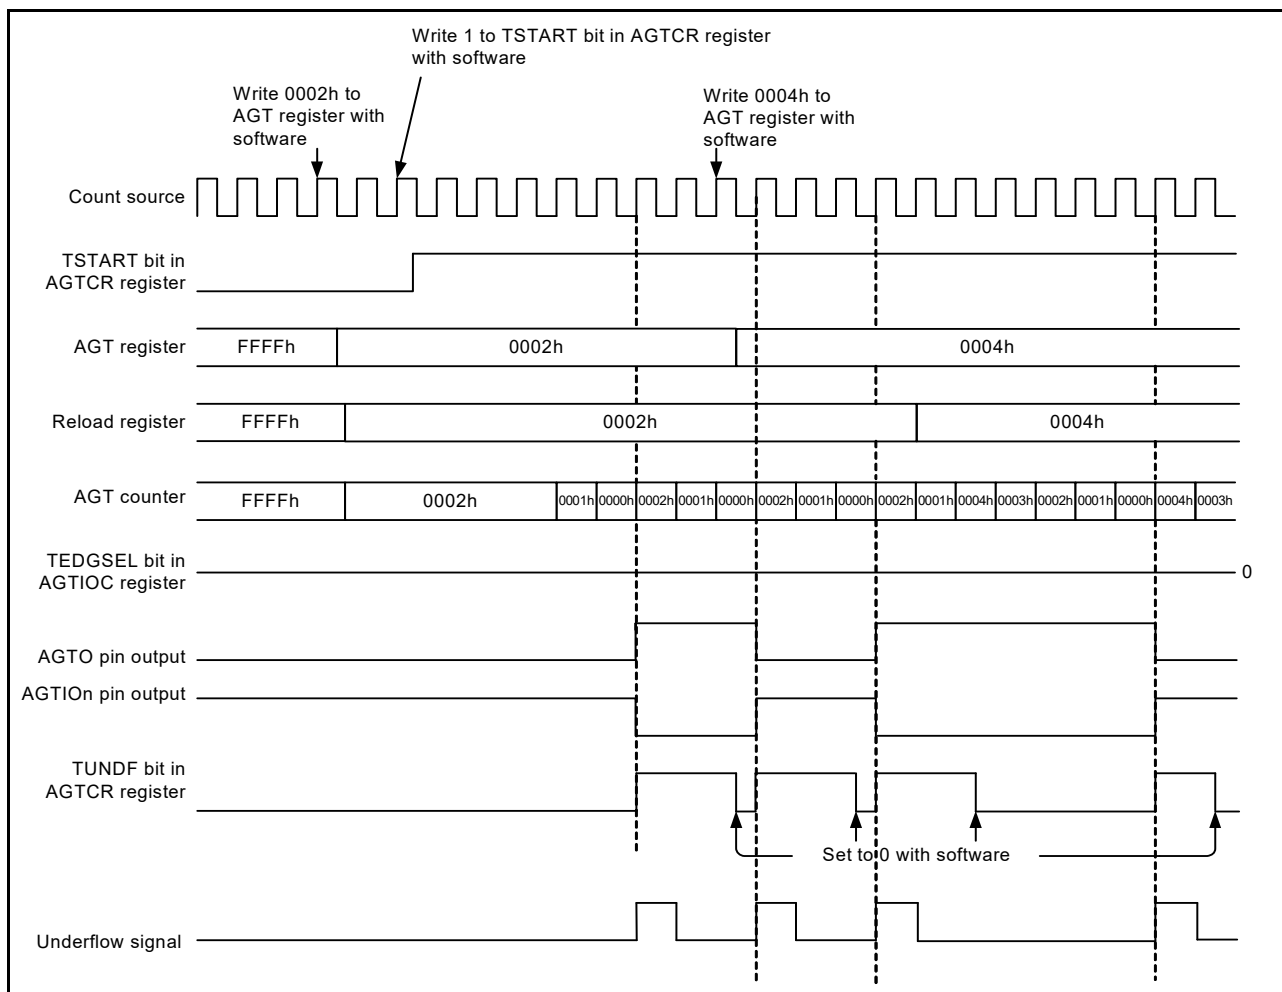 Write 1 to TSTART bit in AGTCR register
with software
Write 0002h to
AGT register with
software
Write 0004h to
AGT register with
software
Count source
TSTART bit in
AGTCR register
AGT register
FFFFh 0002h 0004h
Reload register
FFFFh 0002h 0004h
AGT counter
FFFFh 0002h 0001h 0000h 0002h 0001h 0000h 0002h 0001h 0000h 0002h 0001h 0004h 0003h 0002h 0001h 0000h 0004h 0003h
TEDGSEL bit in
AGTIOC register
0
AGTO pin output
AGTIOn pin output
TUNDF bit in
AGTCR register
Set to 0 with software
Underflow signal